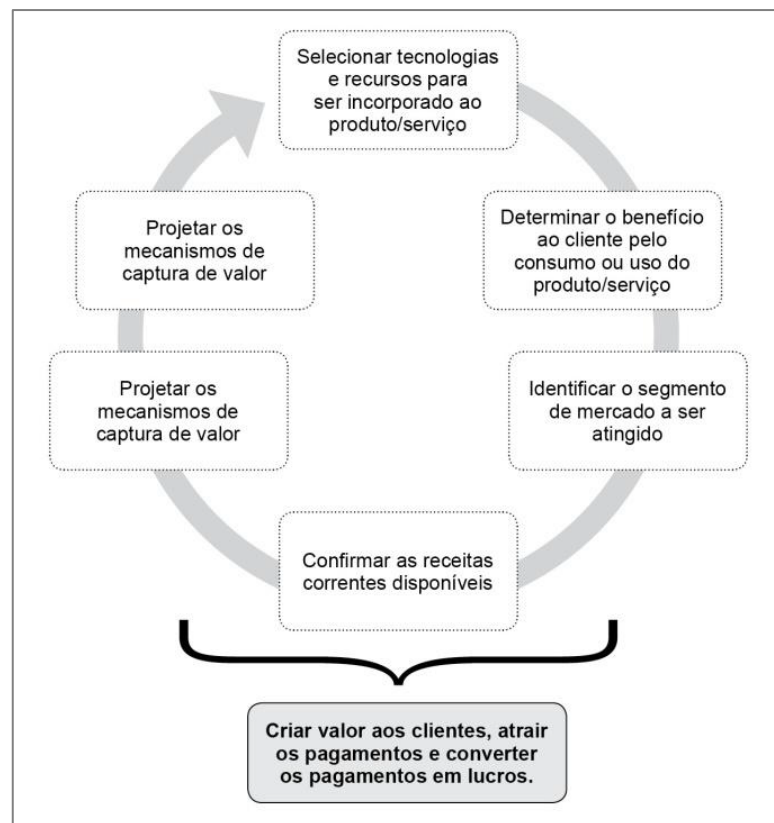 Selecionar tecnologias
e recursos para
ser incorporado ao
produto/serviço
Determinar o benefício
ao cliente pelo
consumo ou uso do
produto/serviço
Identificar o segmento
de mercado a ser
atingido
Confirmar as receitas
correntes disponíveis
Projetar os
mecanismos de
captura de valor
Projetar os
mecanismos de
captura de valor
Criar valor aos clientes, atrair
os pagamentos e converter
os pagamentos em lucros.